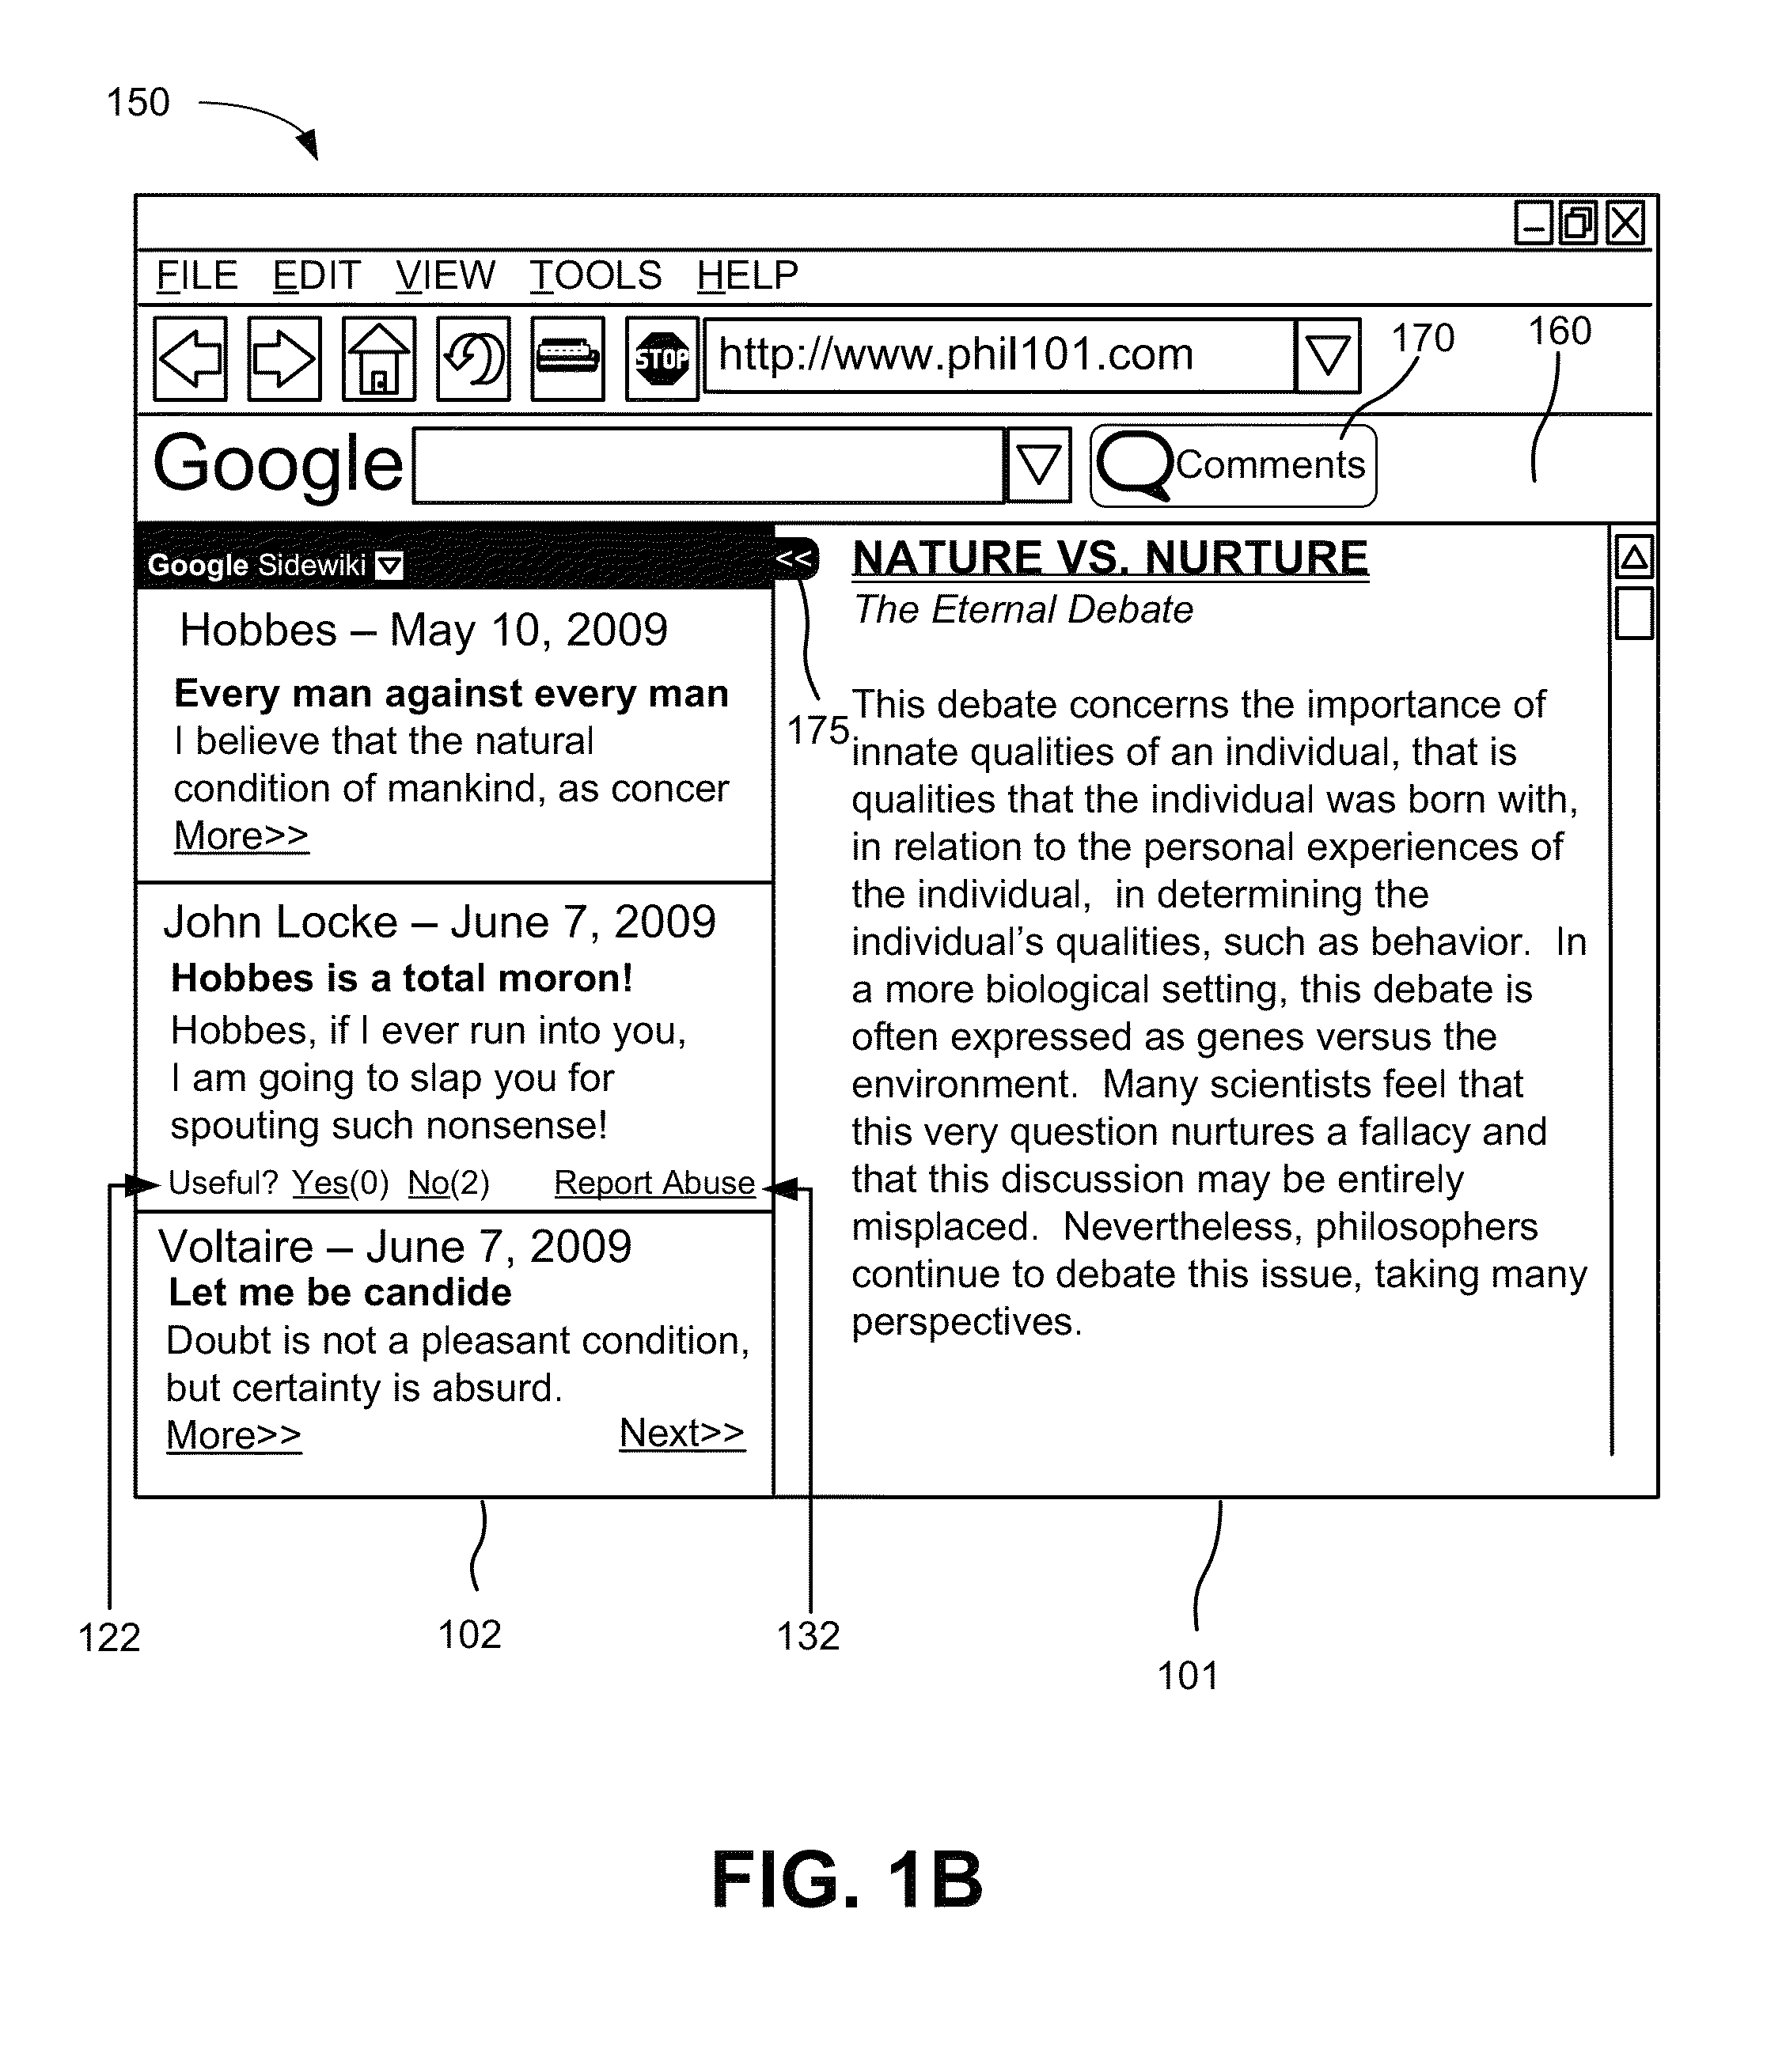 150
FILE EDIT VIEW TOOLS HELP
STOP
http://www.phil101.com
170
160
Google
Comments
Google Sidewiki
<<
175
Hobbes – May 10, 2009
Every man against every man
I believe that the natural
condition of mankind, as concer
More>>
John Locke – June 7, 2009
Hobbes is a total moron!
Hobbes, if I ever run into you,
I am going to slap you for
spouting such nonsense!
Useful? Yes(0) No(2) Report Abuse
Voltaire – June 7, 2009
Let me be candide
Doubt is not a pleasant condition,
but certainty is absurd.
More>> Next>>
NATURE VS. NURTURE
The Eternal Debate
This debate concerns the importance of
innate qualities of an individual, that is
qualities that the individual was born with,
in relation to the personal experiences of
the individual, in determining the
individual’s qualities, such as behavior. In
a more biological setting, this debate is
often expressed as genes versus the
environment. Many scientists feel that
this very question nurtures a fallacy and
that this discussion may be entirely
misplaced. Nevertheless, philosophers
continue to debate this issue, taking many
perspectives.
122
102
132
101
FIG. 1B